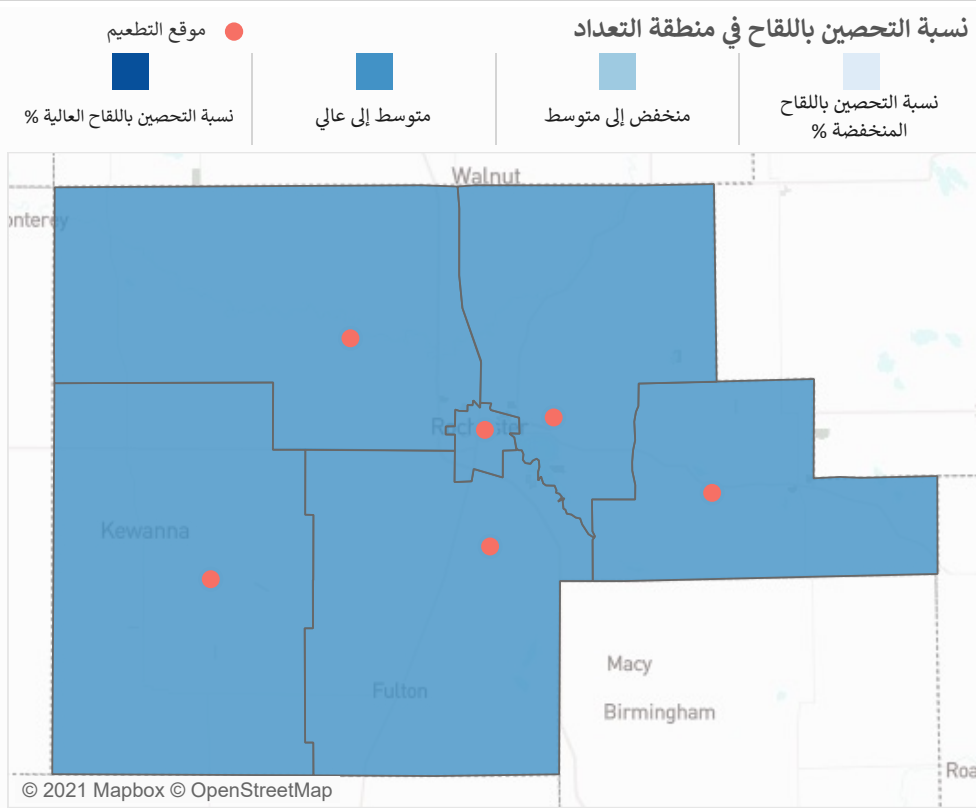 نسبة التحصين باللقاح في منطقة التعداد
موقع التطعيم
نسبة التحصين باللقاح
المنخفضة %
منخفض إلى متوسط
متوسط إلى عالي
نسبة التحصين باللقاح العالية %
Walnut
onterey
Rochester
Kewanna
Fulton
Macy
Birmingham
Roa
© 2021 Mapbox © OpenStreetMap